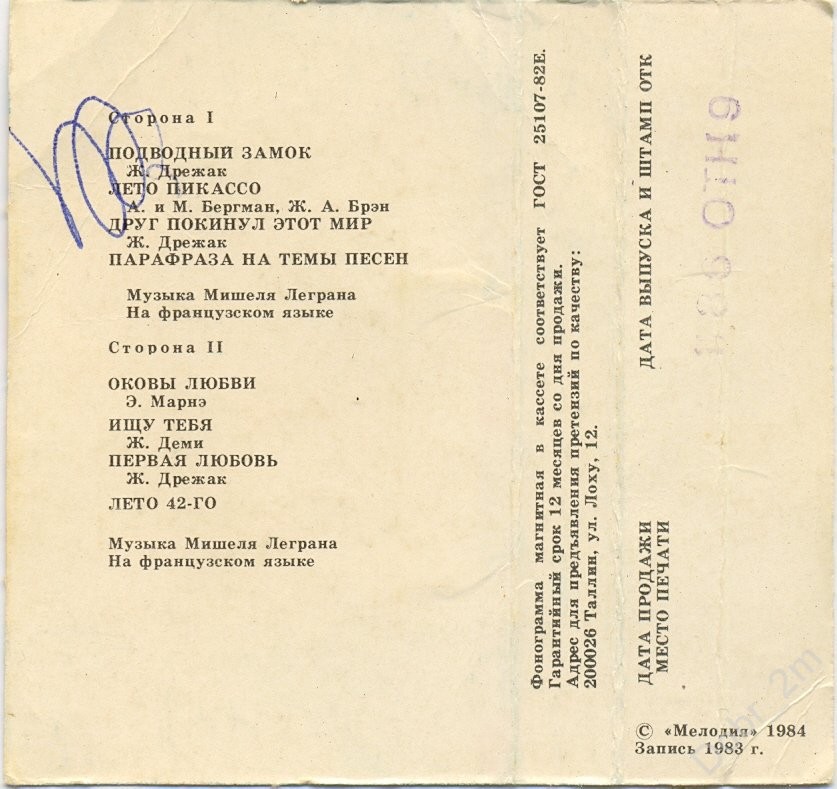 Сторона I
ПОДВОДНЫЙ ЗАМОК
Ж. Дрежак
ЛЕТО ПИКАССО
А. и М. Бергман, Ж. А. Брэн
ДРУГ ПОКИНУЛ ЭТОТ МИР
Ж. Дрежак
ПАРАФРАЗА НА ТЕМЫ ПЕСЕН
Музыка Мишеля Леграна
На французском языке
Сторона II
ОКОВЫ ЛЮБВИ
Э. Марнэ
ИЩУ ТЕБЯ
Ж. Деми
ПЕРВАЯ ЛЮБОВЬ
Ж. Дрежак
ЛЕТО 42-ГО
Музыка Мишеля Леграна
На французском языке
Фонограмма магнитная в кассете соответствует ГОСТ 25107-82Е.
Гарантийный срок 12 месяцев со дня продажи.
Адрес для предъявления претензий по качеству:
200026 Таллин, ул. Лоху, 12.
ДАТА ВЫПУСКА И ШТАМП ОТК
ДАТА ПРОДАЖИ
МЕСТО ПЕЧАТИ
© «Мелодия» 1984
Запись 1983 г.